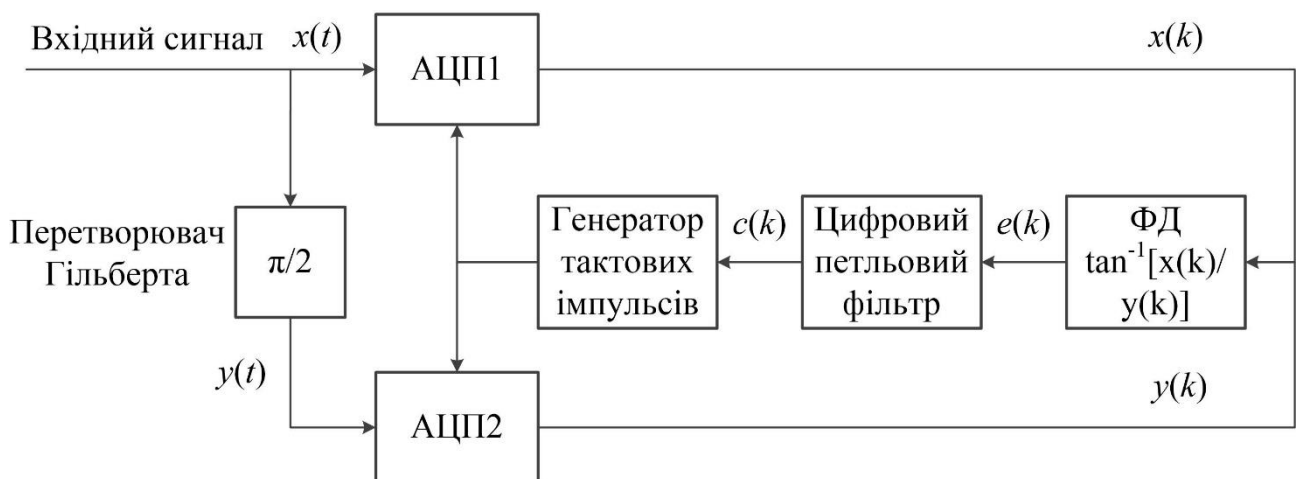 Вхідний сигнал
x(t)
АЦП1
x(k)
Перетворювач
Гільберта
π/2
Генератор
тактових
імпульсів
c(k)
Цифровий
петльовий
фільтр
e(k)
ФД
tan⁻¹[x(k)/
y(k)]
y(t)
АЦП2
y(k)